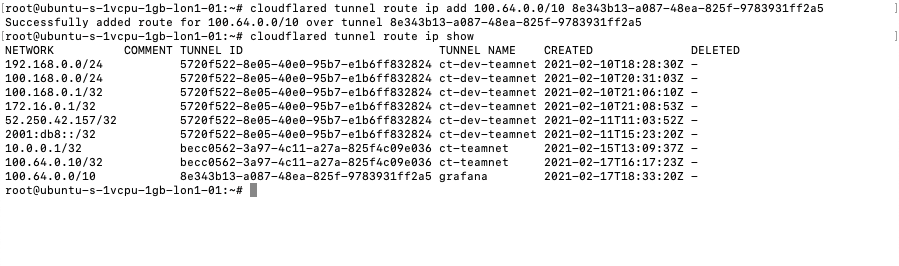 [root@ubuntu-s-1vcpu-1gb-lon1-01:~# cloudflared tunnel route ip add 100.64.0.0/10 8e343b13-a087-48ea-825f-9783931ff2a5 ]
Successfully added route for 100.64.0.0/10 over tunnel 8e343b13-a087-48ea-825f-9783931ff2a5
[root@ubuntu-s-1vcpu-1gb-lon1-01:~# cloudflared tunnel route ip show ]
NETWORK COMMENT TUNNEL ID TUNNEL NAME CREATED DELETED
192.168.0.0/24 5720f522-8e05-40e0-95b7-e1b6ff832824 ct-dev-teamnet 2021-02-10T18:28:30Z -
100.168.0.0/24 5720f522-8e05-40e0-95b7-e1b6ff832824 ct-dev-teamnet 2021-02-10T20:31:03Z -
100.168.0.1/32 5720f522-8e05-40e0-95b7-e1b6ff832824 ct-dev-teamnet 2021-02-10T21:06:10Z -
172.16.0.1/32 5720f522-8e05-40e0-95b7-e1b6ff832824 ct-dev-teamnet 2021-02-10T21:08:53Z -
52.250.42.157/32 5720f522-8e05-40e0-95b7-e1b6ff832824 ct-dev-teamnet 2021-02-11T11:03:52Z -
2001:db8::/32 5720f522-8e05-40e0-95b7-e1b6ff832824 ct-dev-teamnet 2021-02-11T15:23:20Z -
10.0.0.1/32 becc0562-3a97-4c11-a27a-825f4c09e036 ct-teamnet 2021-02-15T13:09:37Z -
100.64.0.10/32 becc0562-3a97-4c11-a27a-825f4c09e036 ct-teamnet 2021-02-17T16:17:23Z -
100.64.0.0/10 8e343b13-a087-48ea-825f-9783931ff2a5 grafana 2021-02-17T18:33:20Z -
root@ubuntu-s-1vcpu-1gb-lon1-01:~#